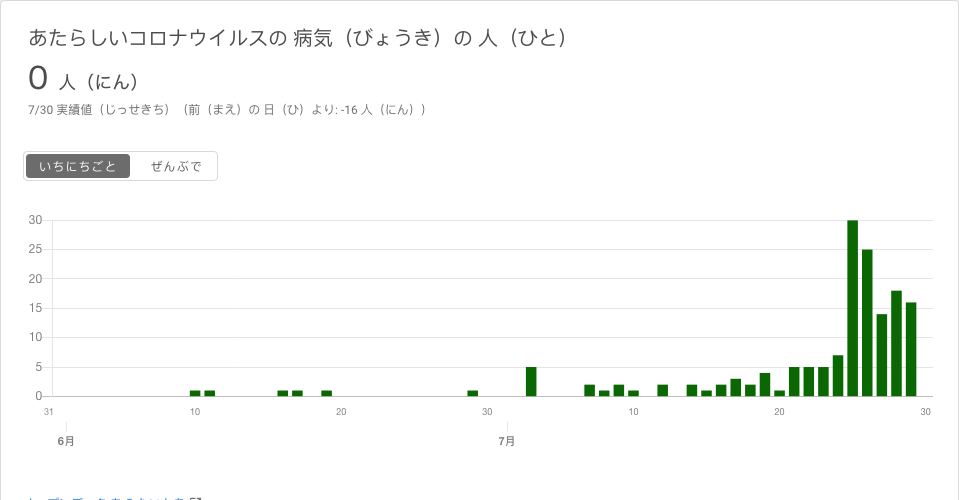 あたらしいコロナウイルスの 病気（びょうき）の 人（ひと）
0 人（にん）
7/30 実績値（じっせきち）（前（まえ）の 日（ひ）より: -16 人（にん））
いちにちごと ぜんぶで
30
25
20
15
10
5
0
31 10 20 30 10 20 30
6月 7月